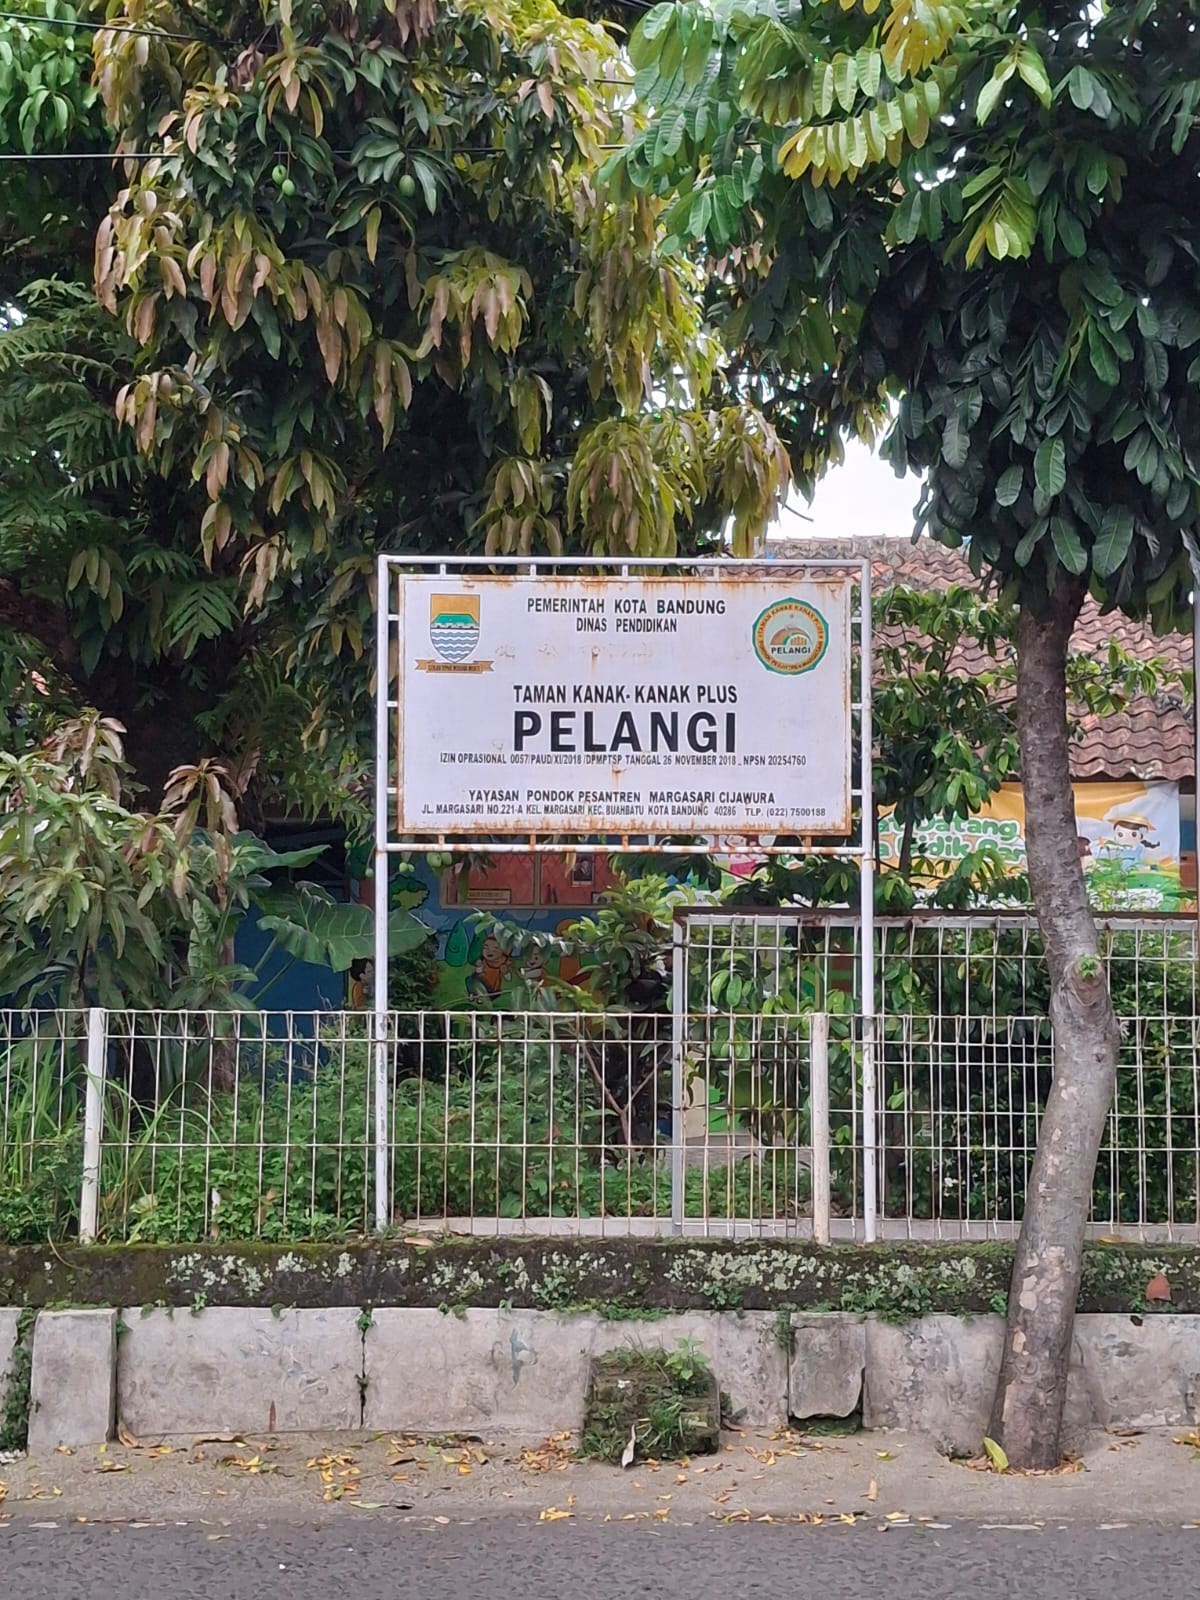 PEMERINTAH KOTA BANDUNG
DINAS PENDIDIKAN
PELANGI
TAMAN KANAK-KANAK PLUS
PELANGI
IZIN OPRASIONAL 0057/PAUD/XI/2018/DPMPTSP TANGGAL 26 NOVEMBER 2018_NPSN 20254760
YAYASAN PONDOK PESANTREN MARGASARI CIJAWURA
JL. MARGASARI NO.221-A KEL. MARGASARI KEC. BUAHBATU KOTA BANDUNG 40286 TLP. (022) 7500188